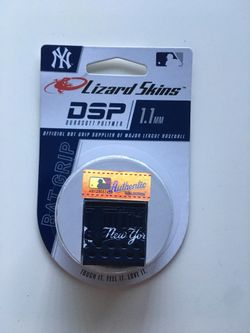 Lizard Skins
DSP
1.1MM
DURASOFT POLYMER
OFFICIAL BAT GRIP SUPPLIER OF MAJOR LEAGUE BASEBALL
BAT GRIP
Authentic
New Yor
TOUCH IT. FEEL IT. LOVE IT.